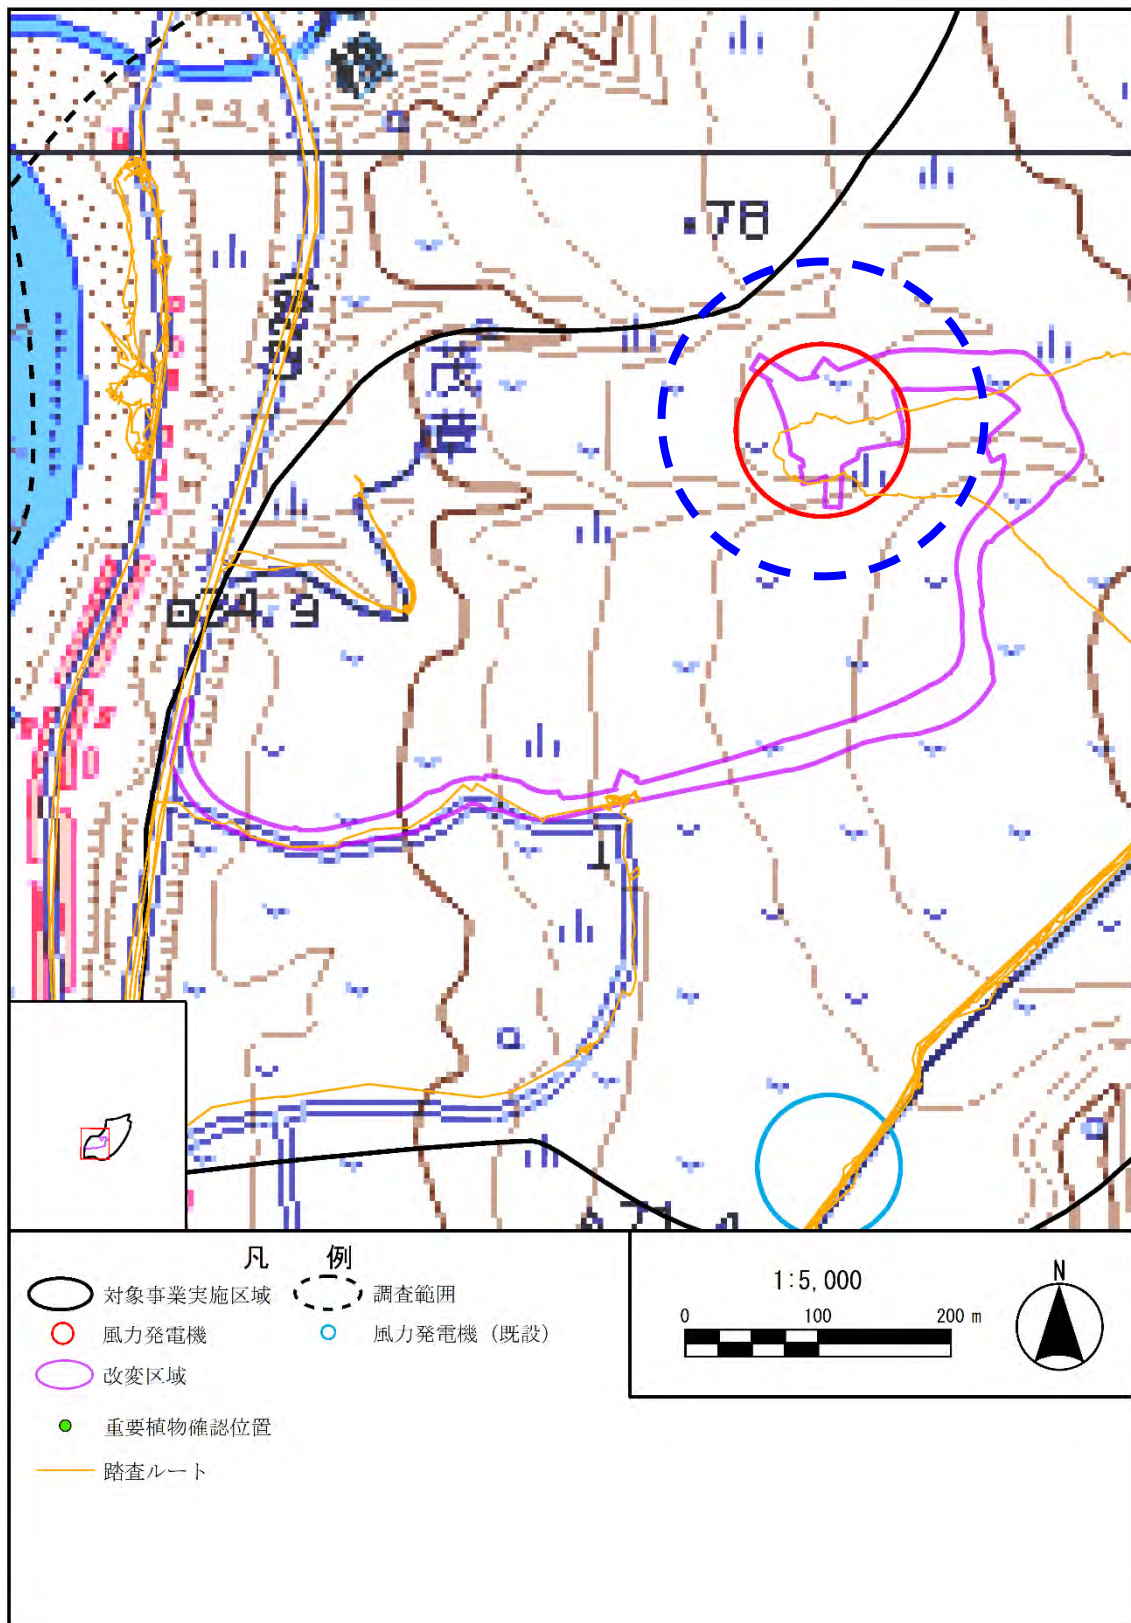 .78
24.9
1
凡 例
対象事業実施区域
調査範囲
風力発電機
風力発電機（既設）
改変区域
重要植物確認位置
踏査ルート
1:5,000
0 100 200 m
N